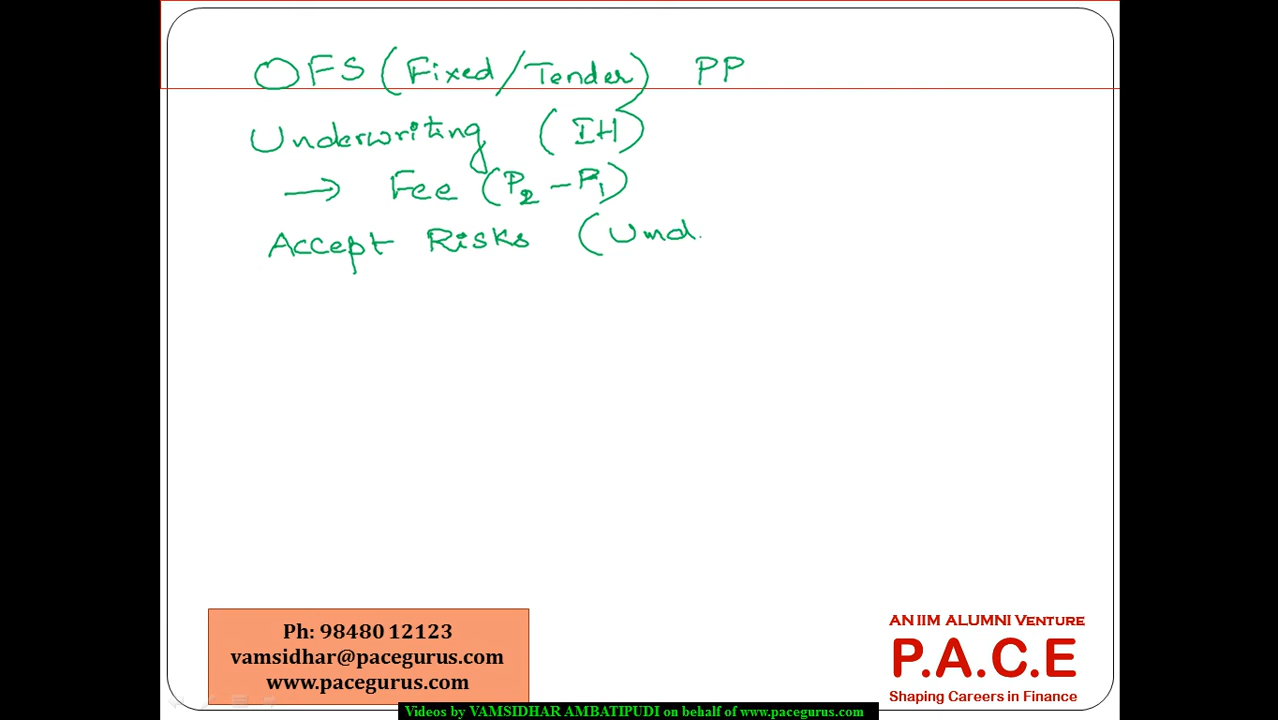 OFS (Fixed/Tender) PP
Underwriting (IH)
→ Fee (P2 – P1)
Accept Risks (Und.
Ph: 98480 12123
vamsidhar@pacegurus.com
www.pacegurus.com
AN IIM ALUMNI VENTURE
P.A.C.E
Shaping Careers in Finance
Videos by VAMSIDHAR AMBATIPUDI on behalf of www.pacegurus.com